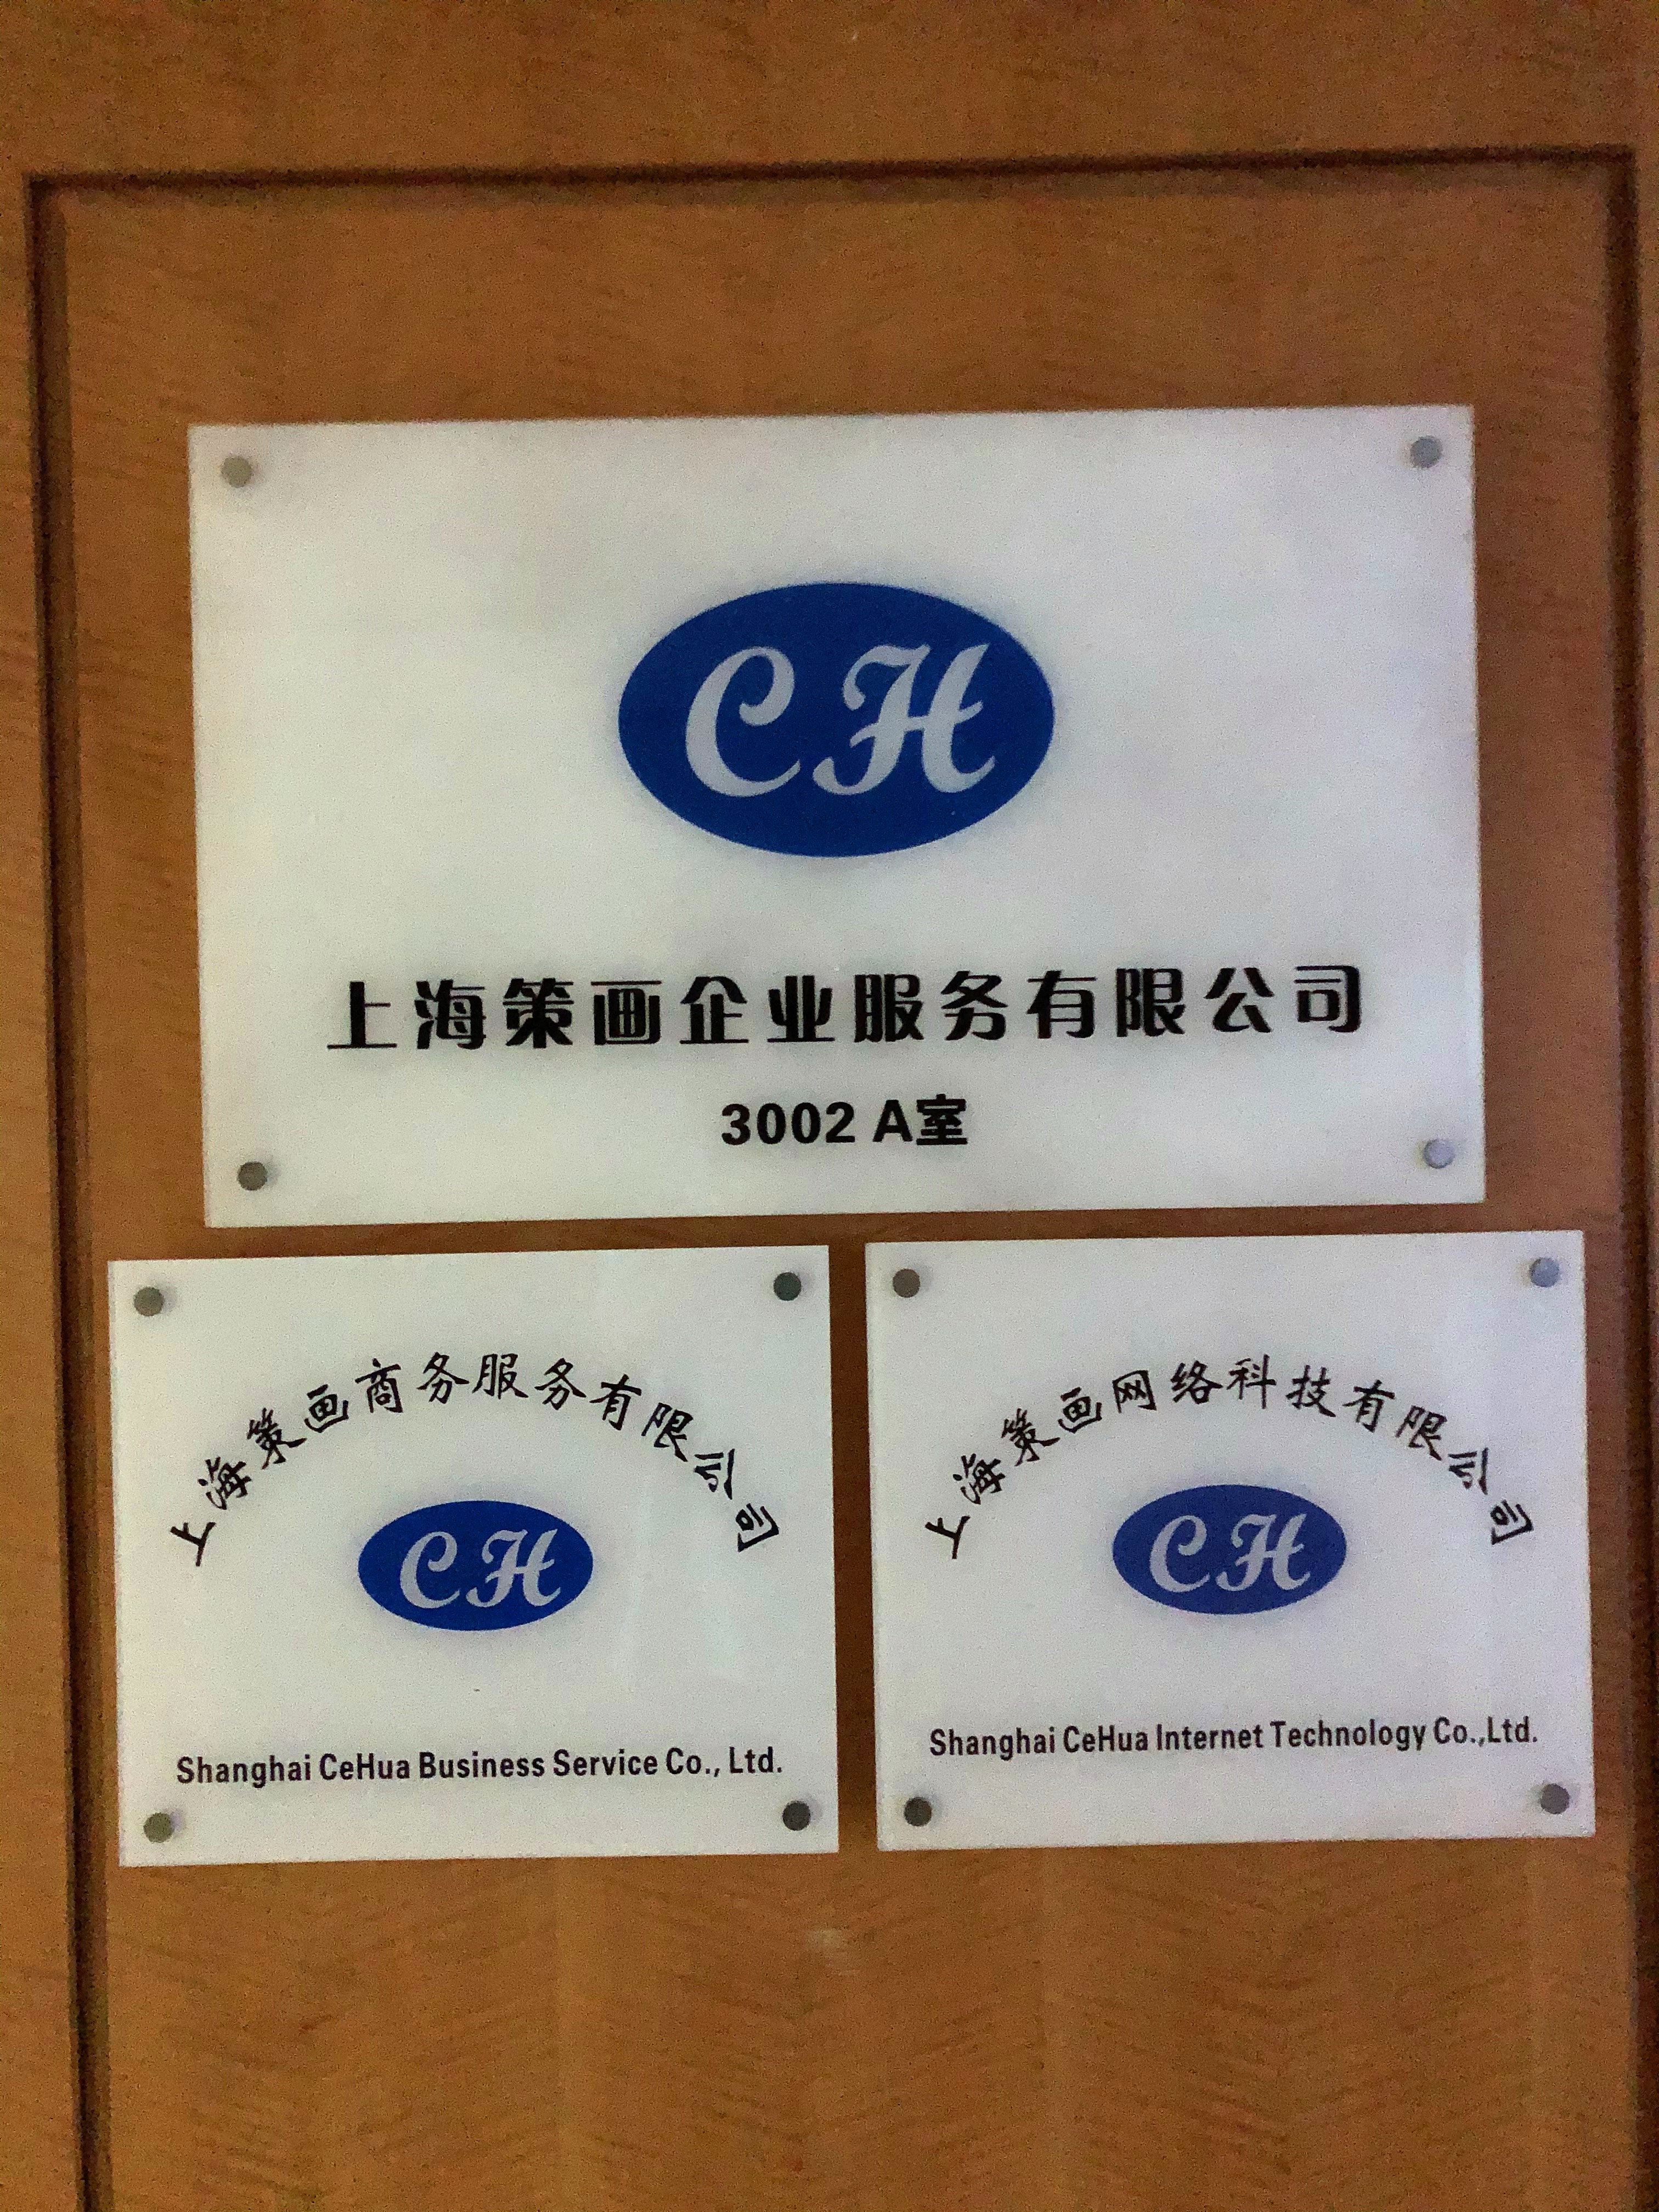 CH
上海策画企业服务有限公司
3002 A室
上海策画商务服务有限公司
CH
Shanghai CeHua Business Service Co., Ltd.
上海策画网络科技有限公司
CH
Shanghai CeHua Internet Technology Co.,Ltd.